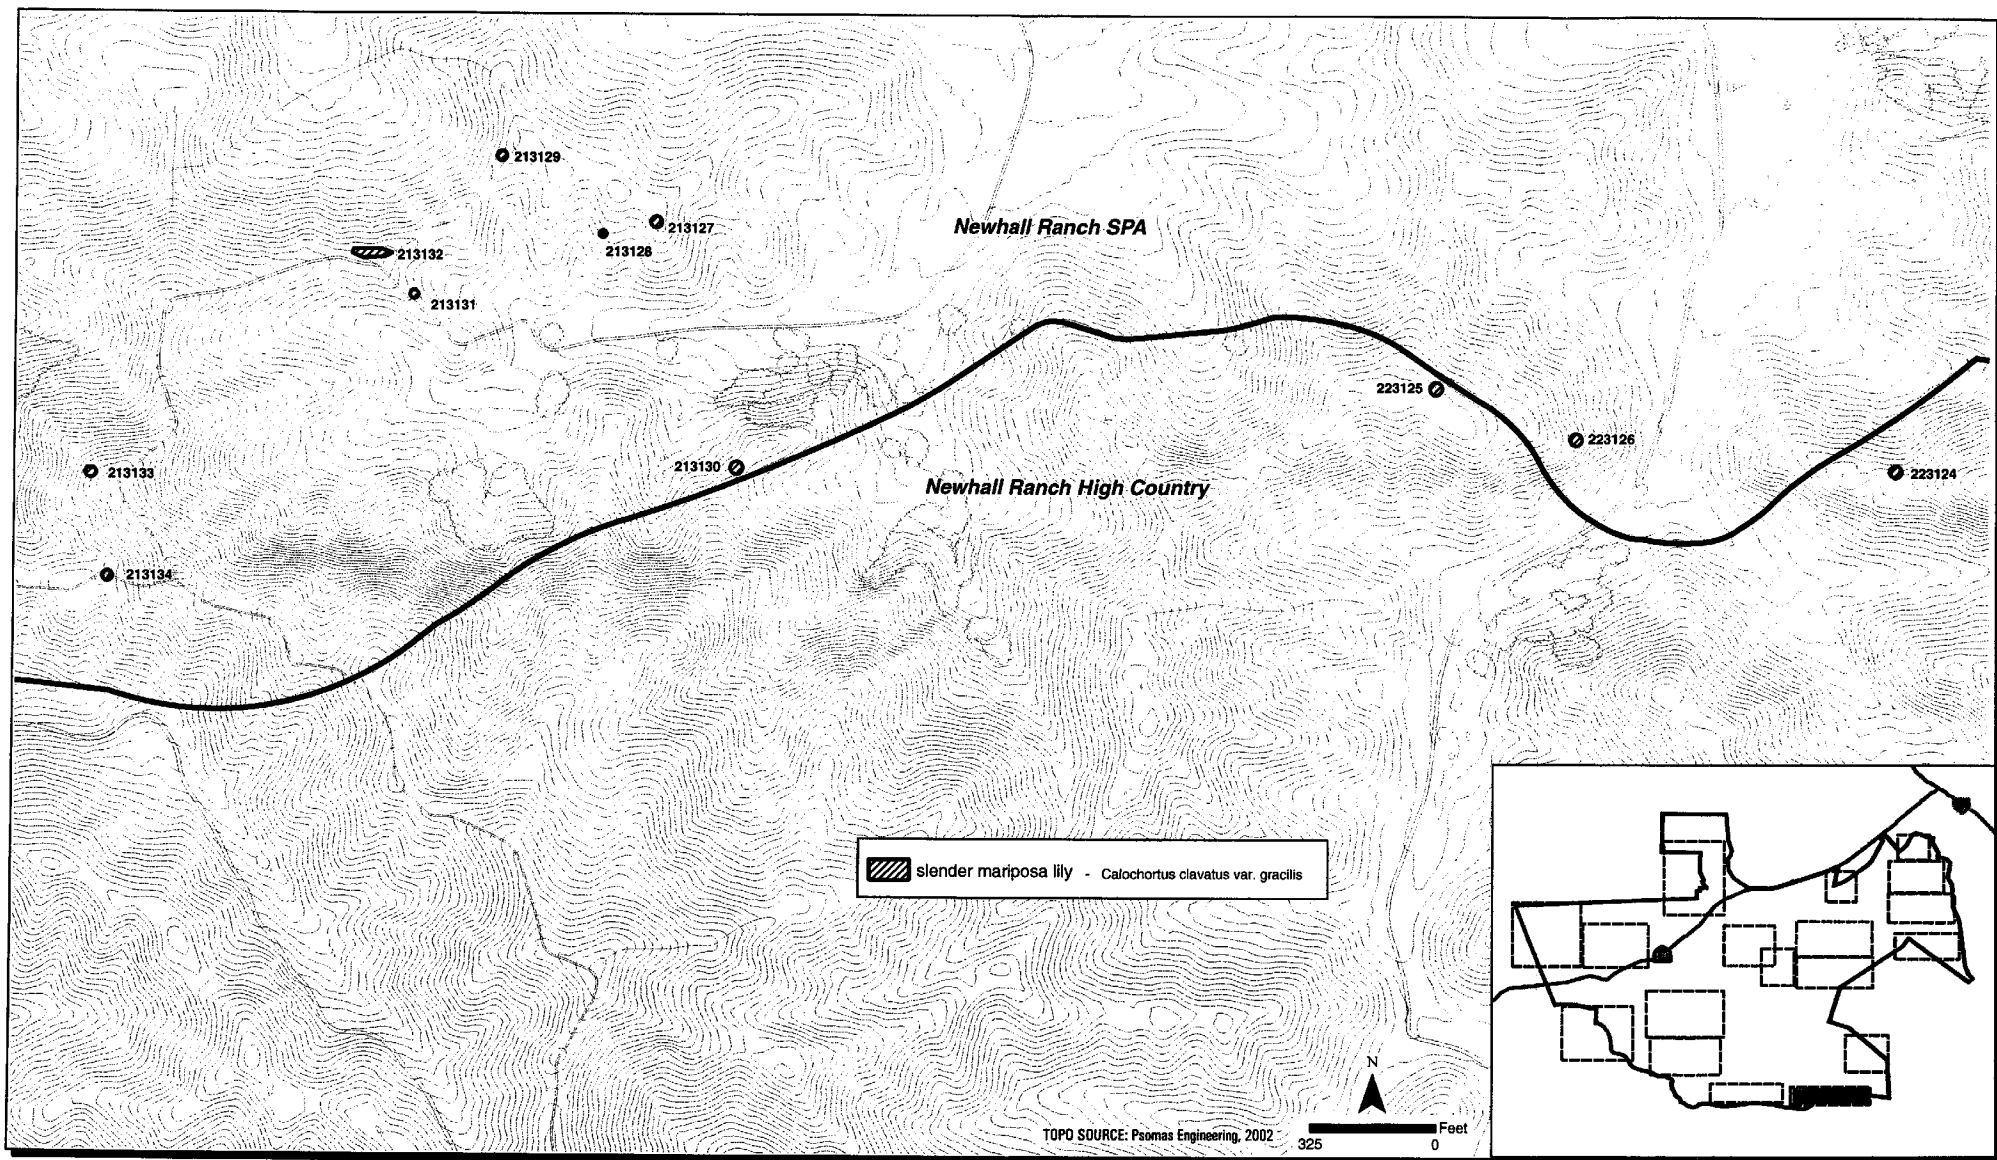 213129
213127
213128
Newhall Ranch SPA
213132
213131
223125
223126
213133
213130
223124
Newhall Ranch High Country
213134
slender mariposa lily - Calochortus clavatus var. gracilis
N
TOPO SOURCE: Psomas Engineering, 2002
Feet
325 0